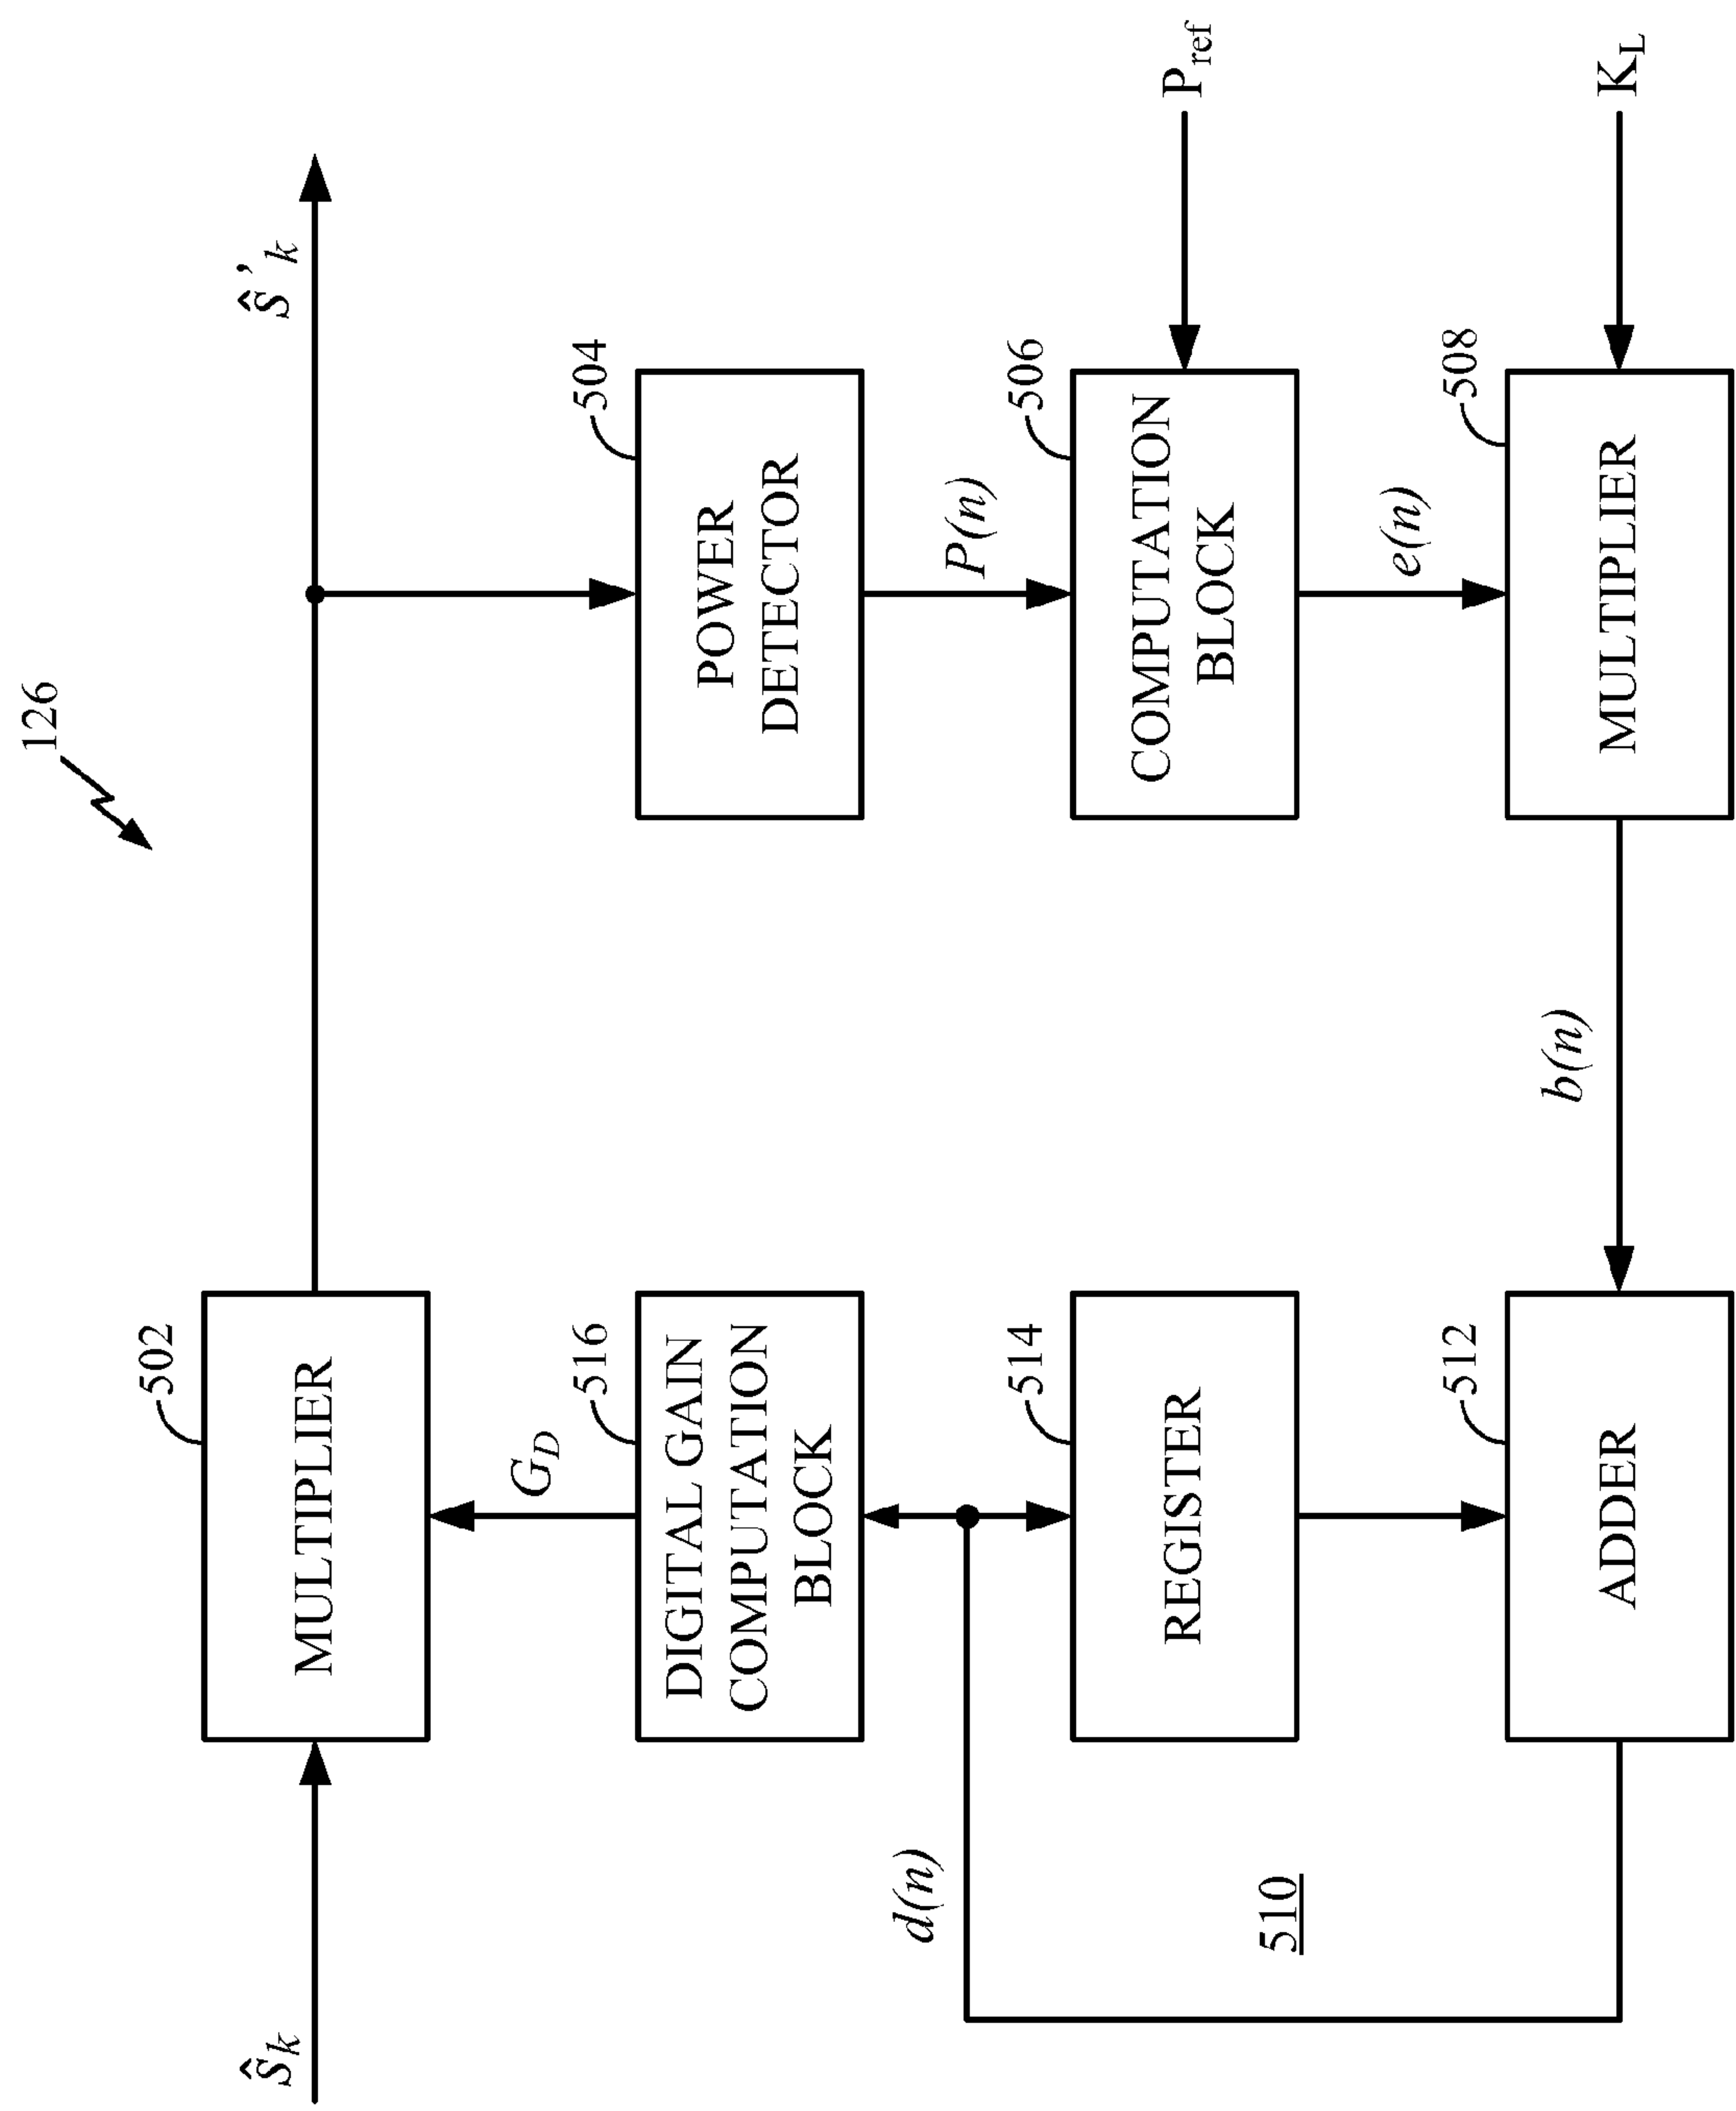 126
ŝk
502
MULTIPLIER
ŝ'k
GD
516
DIGITAL GAIN
COMPUTATION
BLOCK
504
POWER
DETECTOR
d(n)
P(n)
514
REGISTER
506
COMPUTATION
BLOCK
Pref
510
e(n)
512
ADDER
b(n)
508
MULTIPLIER
KL